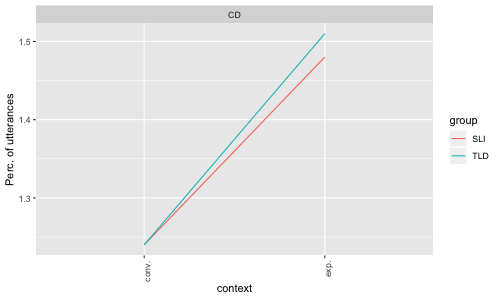 CD
1.5
1.4
1.3
Perc. of utterances
conv.
exp.
context
group
SLI
TLD